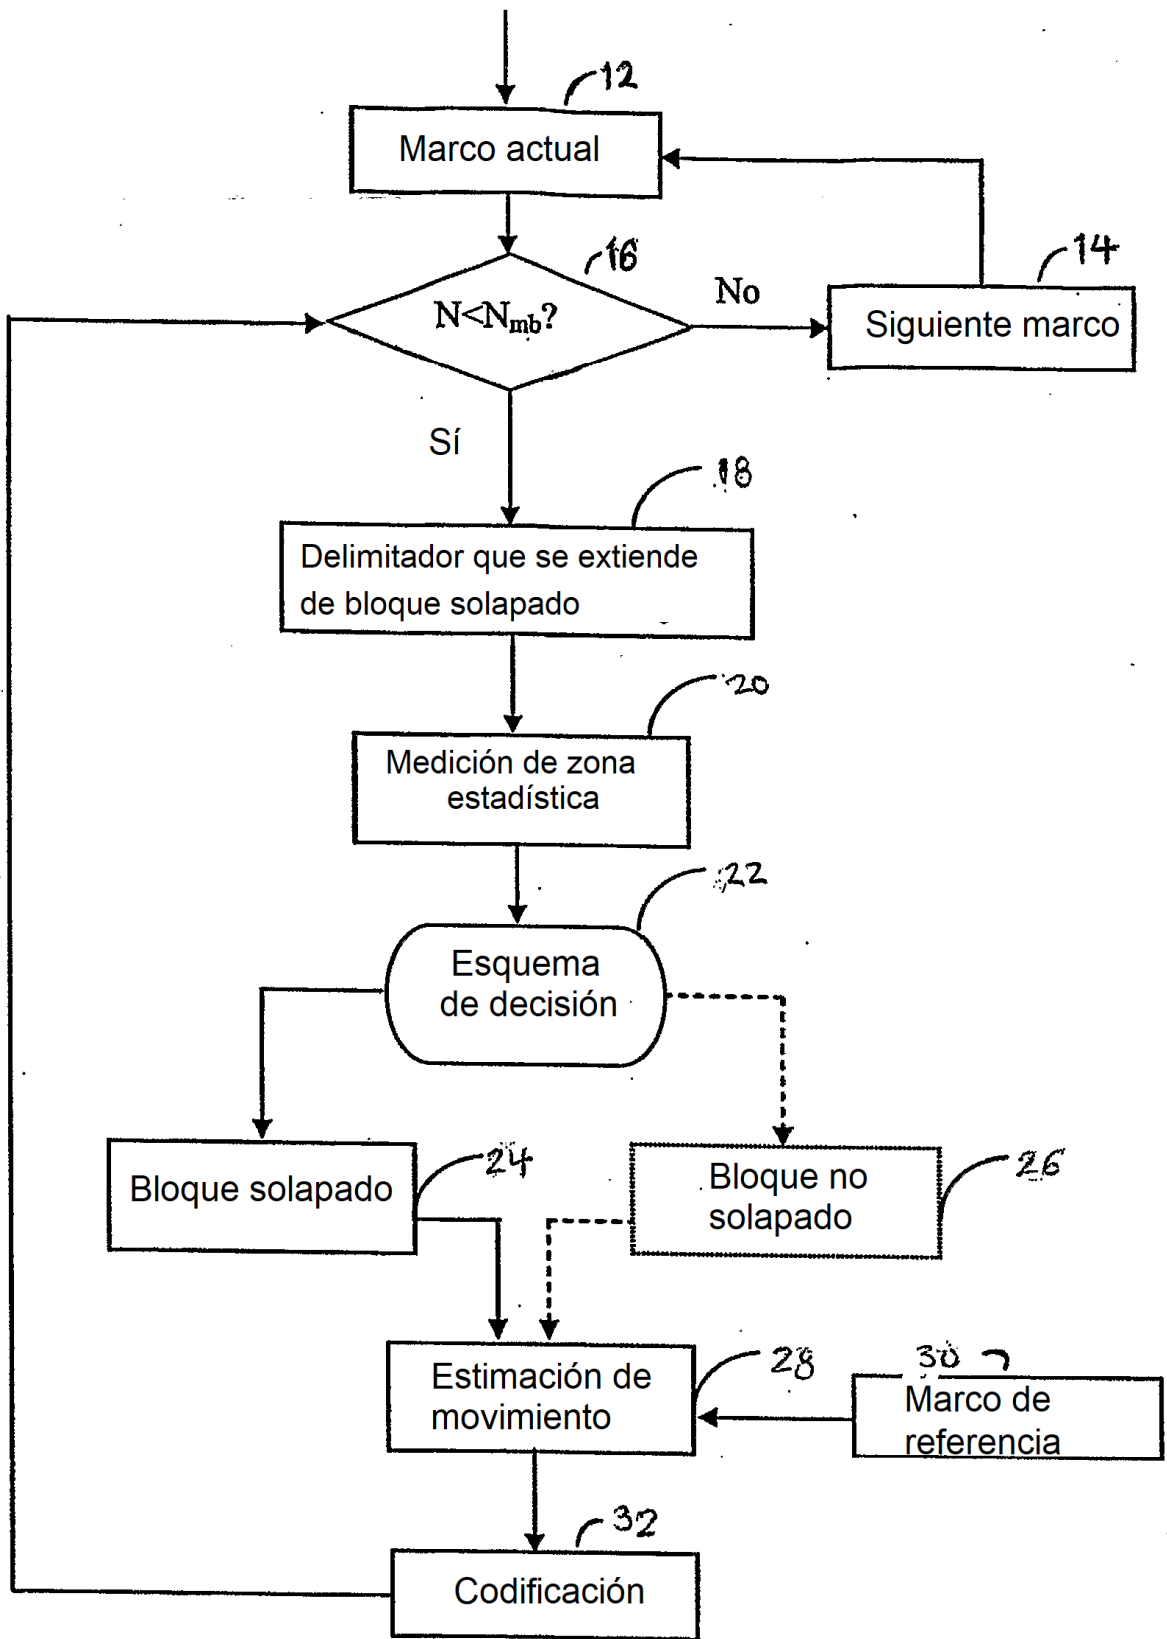 12
Marco actual
16
N<Nmb?
No
14
Siguiente marco
Sí
18
Delimitador que se extiende
de bloque solapado
20
Medición de zona
estadística
22
Esquema
de decisión
24
Bloque solapado
26
Bloque no
solapado
28
Estimación de
movimiento
30
Marco de
referencia
32
Codificación